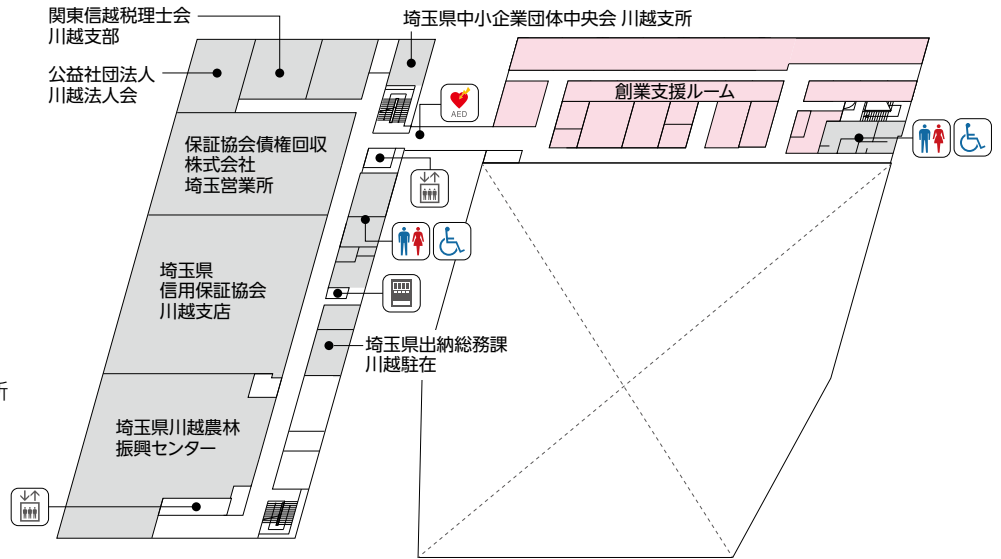 関東信越税理士会
川越支部
埼玉県中小企業団体中央会 川越支所
公益社団法人
川越法人会
AED
創業支援ルーム
保証協会債権回収
株式会社
埼玉営業所
埼玉県
信用保証協会
川越支店
埼玉県出納総務課
川越駐在
所
埼玉県川越農林
振興センター